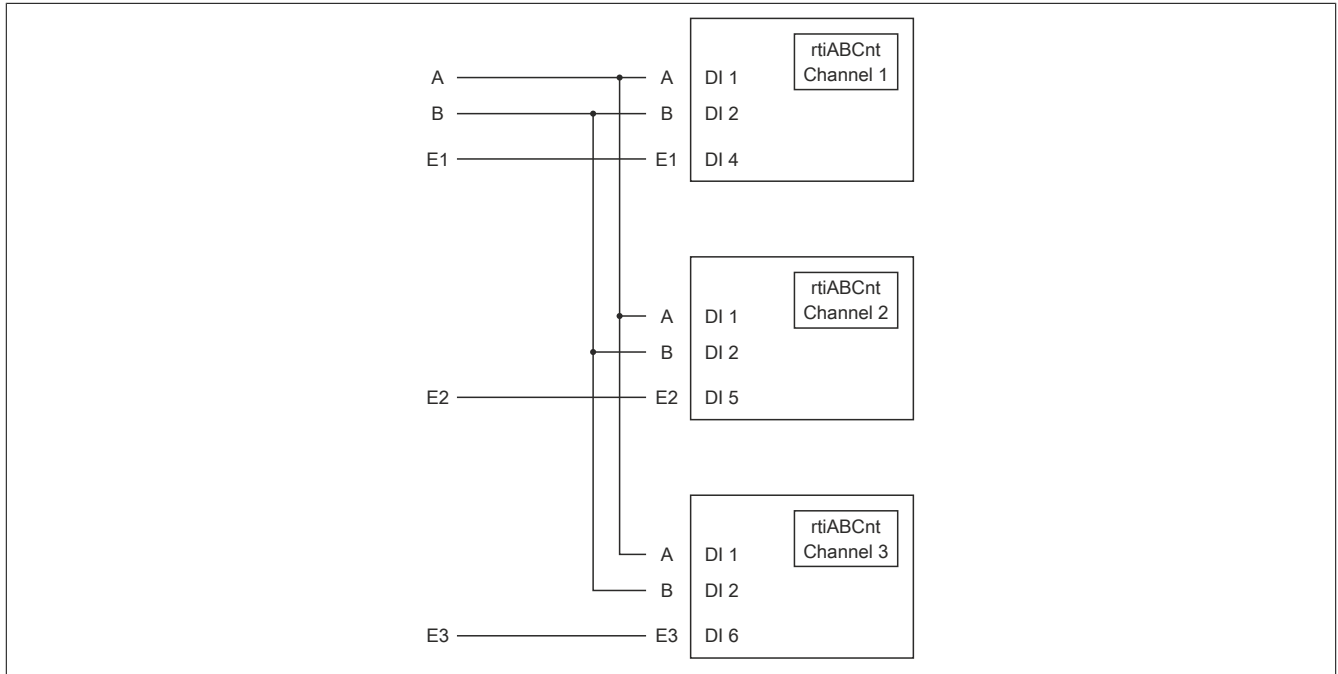 rtiABCnt
Channel 1
A A DI 1
B B DI 2
E1 E1 DI 4
rtiABCnt
Channel 2
A DI 1
B DI 2
E2 E2 DI 5
rtiABCnt
Channel 3
A DI 1
B DI 2
E3 E3 DI 6